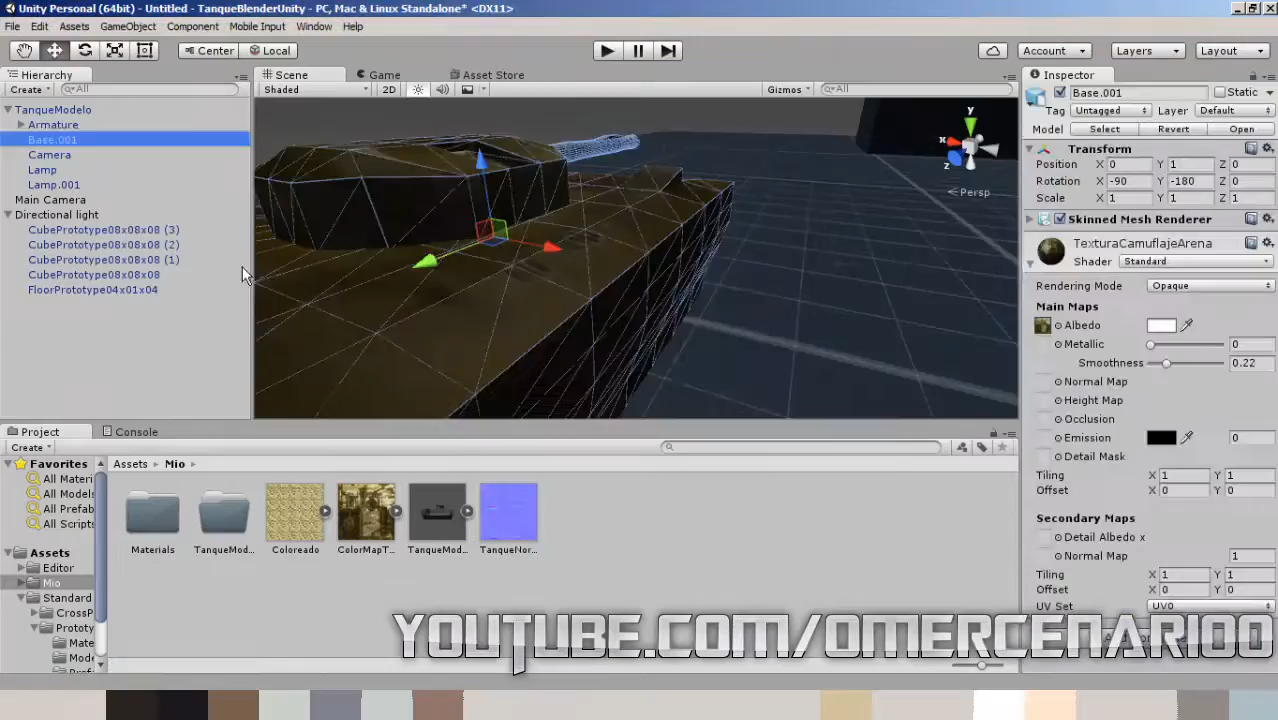 Unity Personal (64bit) - Untitled - TanqueBlenderUnity - PC, Mac & Linux Standalone* <DX11>
File Edit Assets GameObject Component Mobile Input Window Help
Center Local Account Layers Layout
Hierarchy Scene Game Asset Store Inspector
Create All Shaded 2D Gizmos All Base.001 Static
Tag Untagged Layer Default
Model Select Revert Open
TanqueModelo
Armature
Base.001
Camera
Lamp
Lamp.001
Main Camera
Directional light
CubePrototype08x08x08 (3)
CubePrototype08x08x08 (2)
CubePrototype08x08x08 (1)
CubePrototype08x08x08
FloorPrototype04x01x04
y
x
z
Persp
Transform
Position X 0 Y 1 Z 0
Rotation X -90 Y -180 Z 0
Scale X 1 Y 1 Z 1
Skinned Mesh Renderer
TexturaCamuflajeArena
Shader Standard
Rendering Mode Opaque
Main Maps
Albedo
Metallic 0
Smoothness 0.22
Normal Map
Height Map
Occlusion
Emission 0
Detail Mask
Tiling X 1 Y 1
Offset X 0 Y 0
Secondary Maps
Detail Albedo x
Normal Map 1
Tiling X 1 Y 1
Offset X 0 Y 0
UV Set UV0
Project Console
Create
Favorites
All Materi
All Models
All Prefab
All Scripts
Assets
Editor
Mio
Standard
CrossP
Prototy
Mate
Mode
Assets Mio
Materials TanqueMod... Coloreado ColorMapT... TanqueMod... TanqueNor...
YOUTUBE.COM/OMERCENARIOO